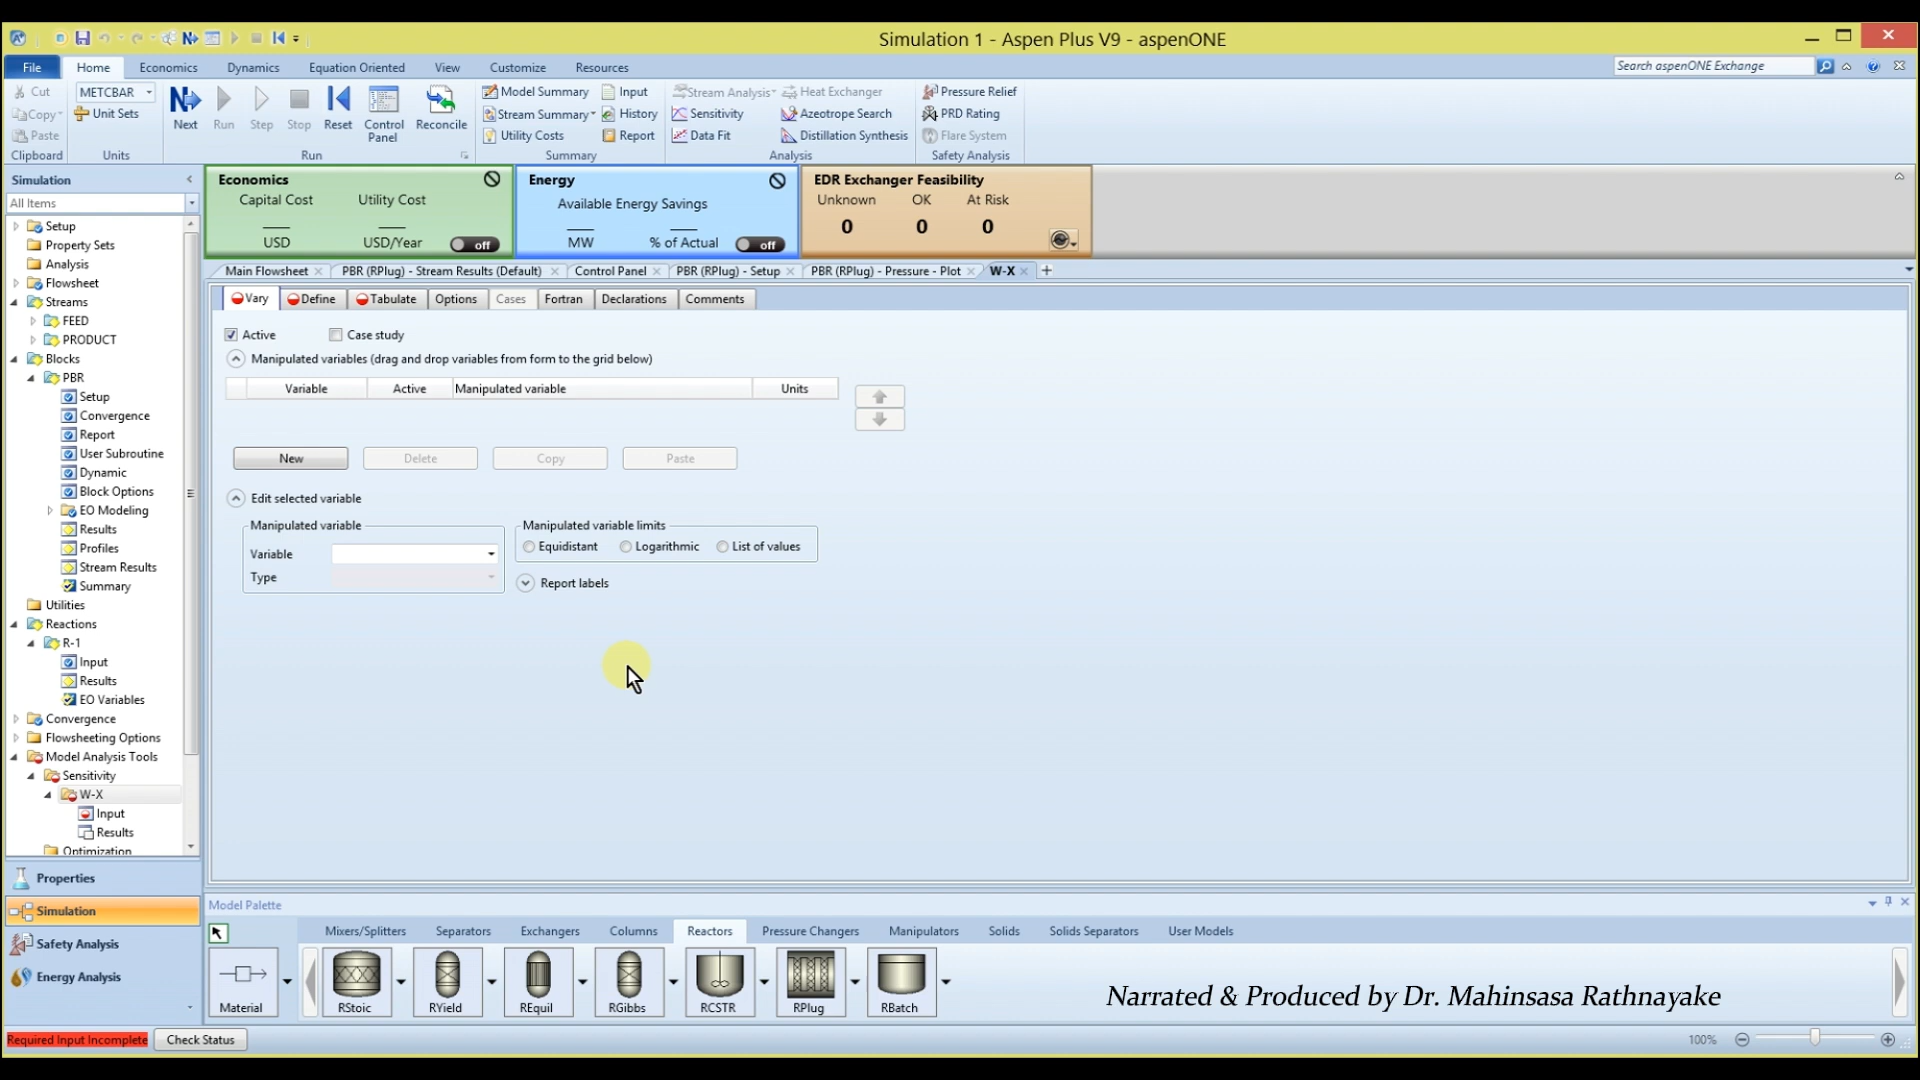 Simulation 1 - Aspen Plus V9 - aspenONE
File Home Economics Dynamics Equation Oriented View Customize Resources Search aspenONE Exchange
Cut METCBAR Model Summary Input Stream Analysis Heat Exchanger Pressure Relief
Copy Unit Sets Next Run Step Stop Reset Control Panel Reconcile Stream Summary History Sensitivity Azeotrope Search PRD Rating
Paste Utility Costs Report Data Fit Distillation Synthesis Flare System
Clipboard Units Run Summary Analysis Safety Analysis
Simulation
All Items
Setup
Property Sets
Analysis
Flowsheet
Streams
FEED
PRODUCT
Blocks
PBR
Setup
Convergence
Report
User Subroutine
Dynamic
Block Options
EO Modeling
Results
Profiles
Stream Results
Summary
Utilities
Reactions
R-1
Input
Results
EO Variables
Convergence
Flowsheeting Options
Model Analysis Tools
Sensitivity
W-X
Input
Results
Optimization
Properties
Simulation
Safety Analysis
Energy Analysis
Economics
Capital Cost Utility Cost
USD USD/Year off
Energy
Available Energy Savings
MW % of Actual off
EDR Exchanger Feasibility
Unknown OK At Risk
0 0 0
Main Flowsheet PBR (RPlug) - Stream Results (Default) Control Panel PBR (RPlug) - Setup PBR (RPlug) - Pressure - Plot W-X
Vary Define Tabulate Options Cases Fortran Declarations Comments
Active Case study
Manipulated variables (drag and drop variables from form to the grid below)
Variable Active Manipulated variable Units
New Delete Copy Paste
Edit selected variable
Manipulated variable
Variable
Type
Manipulated variable limits
Equidistant Logarithmic List of values
Report labels
Model Palette
Mixers/Splitters Separators Exchangers Columns Reactors Pressure Changers Manipulators Solids Solids Separators User Models
Material RStoic RYield REquil RGibbs RCSTR RPlug RBatch
Narrated & Produced by Dr. Mahinsasa Rathnayake
Required Input Incomplete Check Status 100%